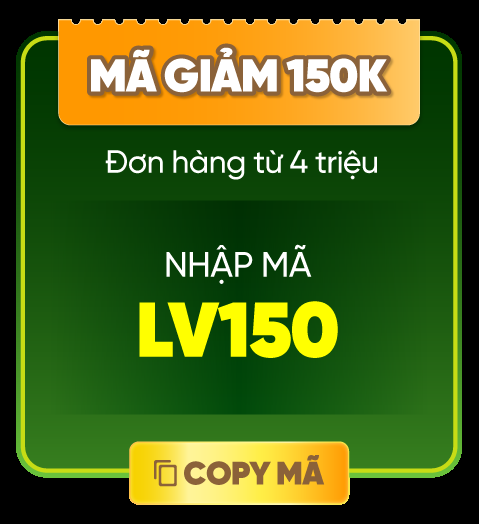 MÃ GIẢM 150K
Đơn hàng từ 4 triệu
NHẬP MÃ
LV150
COPY MÃ